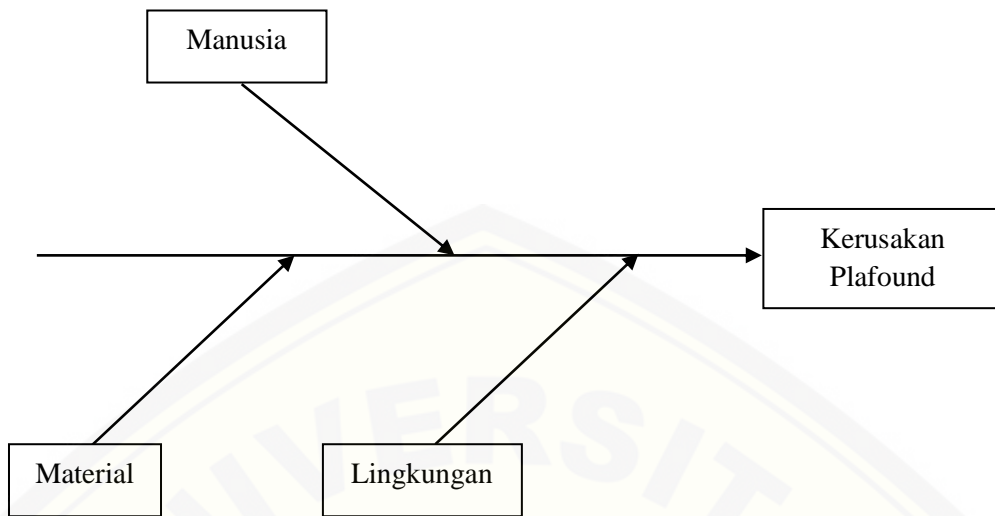 Manusia
Kerusakan
Plafound
Material
Lingkungan